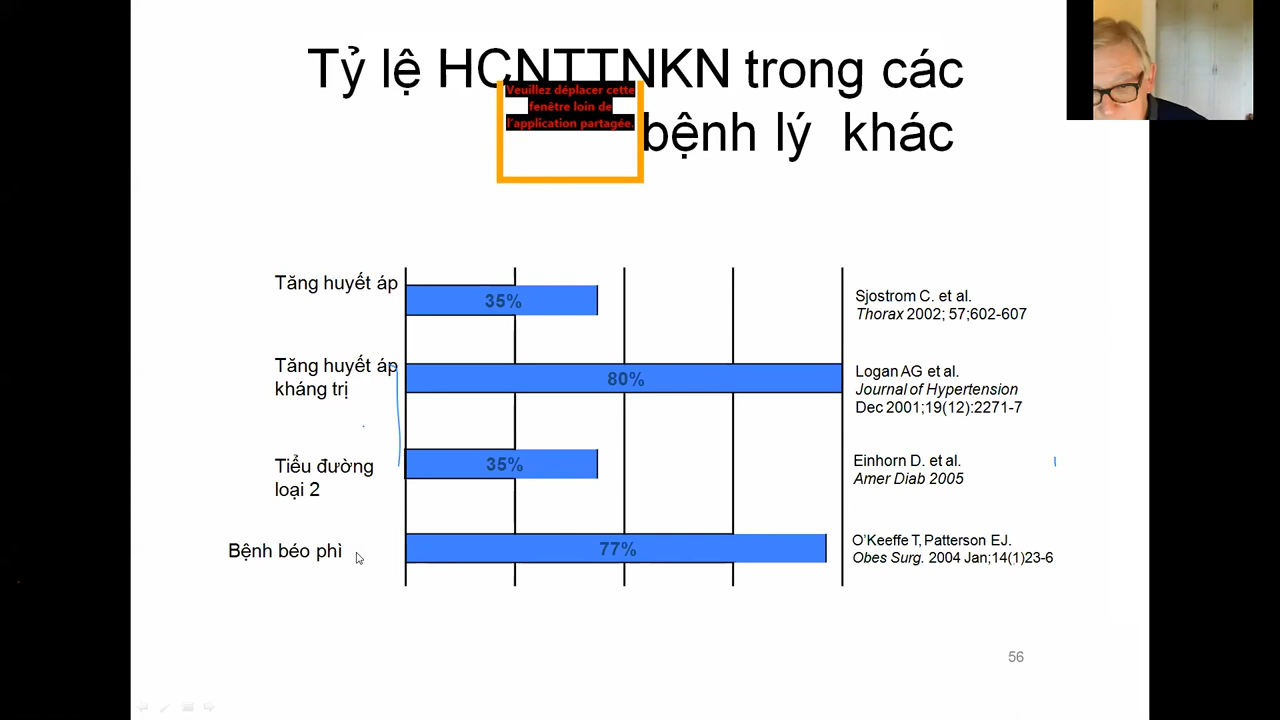 Tỷ lệ HCNTTNKN trong các
bệnh lý khác
Veuillez déplacer cette
fenêtre loin de
l'application partagée.
Tăng huyết áp
35%
Sjostrom C. et al.
Thorax 2002; 57;602-607
Tăng huyết áp
kháng trị
80%
Logan AG et al.
Journal of Hypertension
Dec 2001;19(12):2271-7
Tiểu đường
loại 2
35%
Einhorn D. et al.
Amer Diab 2005
Bệnh béo phì
77%
O'Keeffe T, Patterson EJ.
Obes Surg. 2004 Jan;14(1)23-6
56